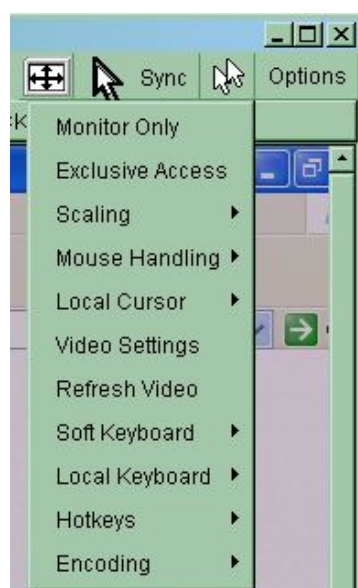 Sync Options
Monitor Only
Exclusive Access
Scaling
Mouse Handling
Local Cursor
Video Settings
Refresh Video
Soft Keyboard
Local Keyboard
Hotkeys
Encoding